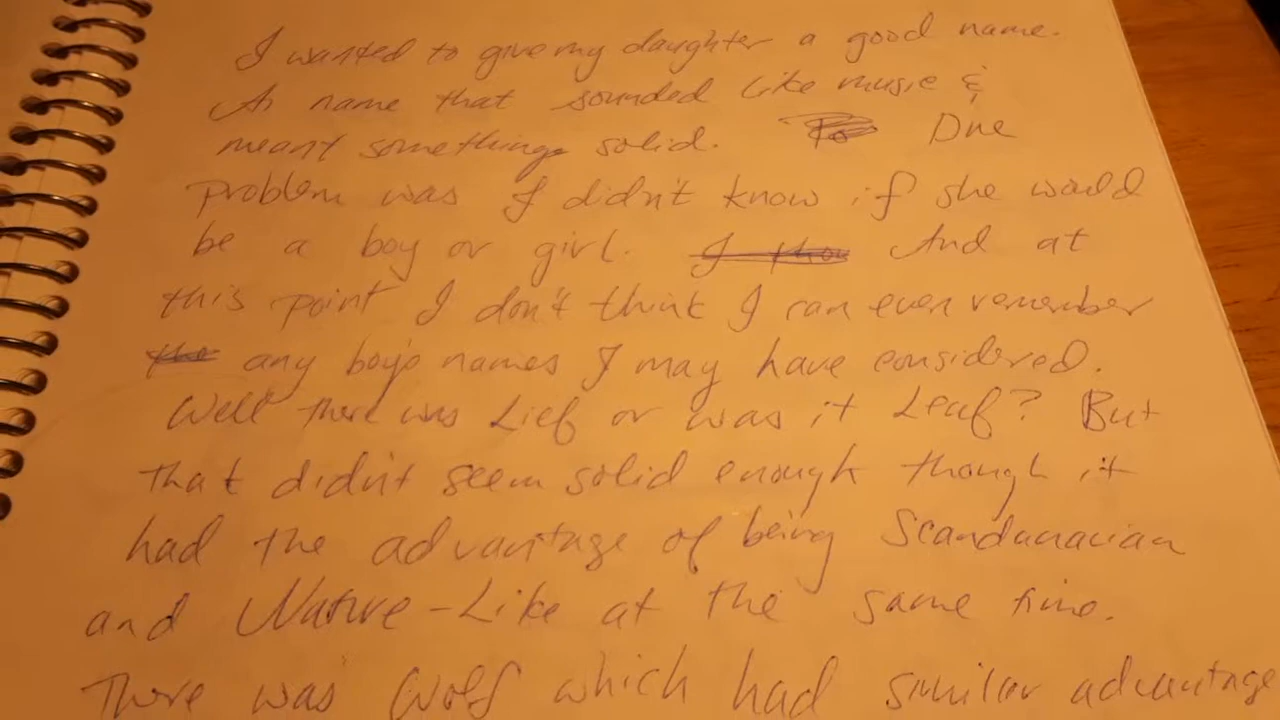 I wanted to give my daughter a good name.
A name that sounded like music &
meant something solid. One
problem was I didn't know if she would
be a boy or girl. I thou And at
this point I don't think I can even remember
the any boy's names I may have considered.
Well there was Lief or was it Leaf? But
that didn't seem solid enough though it
had the advantage of being Scandanavian
and Nature-Like at the same time.
There was Wolf which had similar advantage